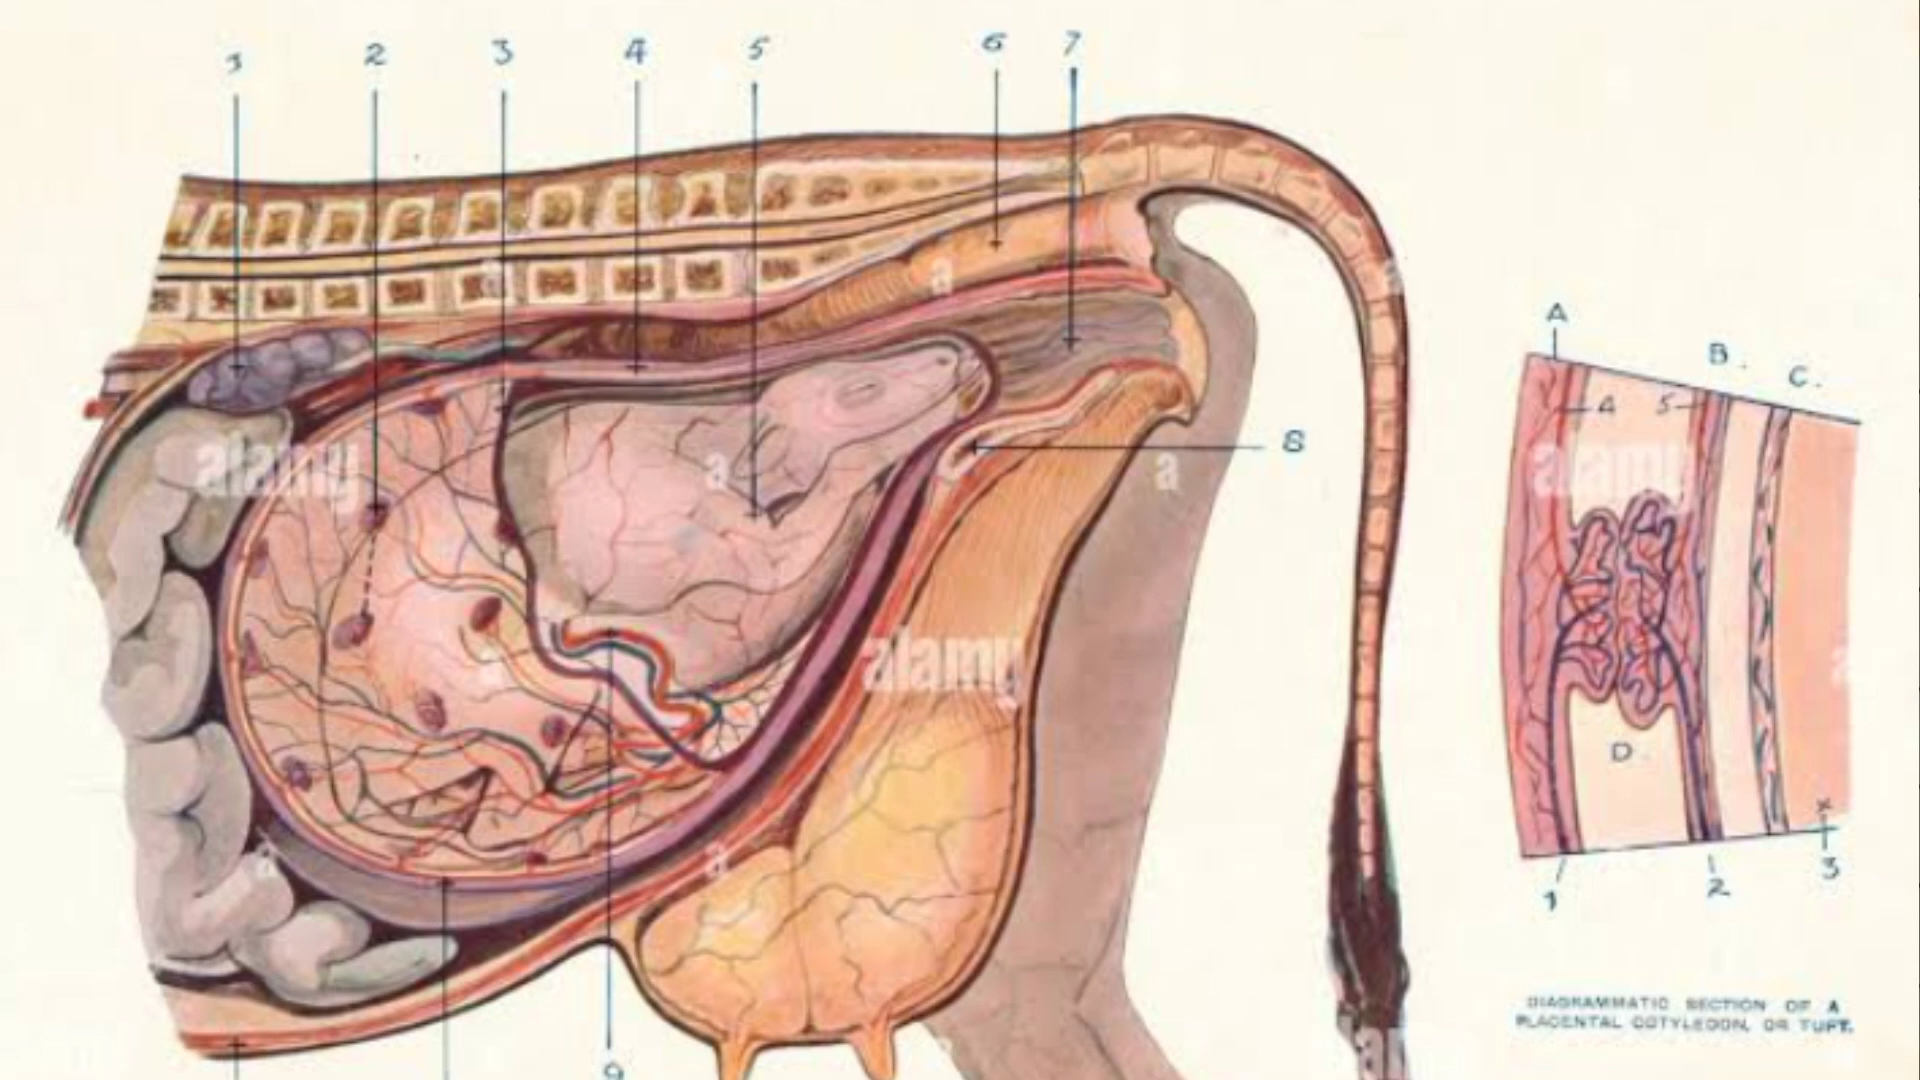 1 2 3 4 5 6 7
8
9
A
B.
C.
4 5
D.
1 2 3
x
DIAGRAMMATIC SECTION OF A
PLACENTAL COTYLEDON, OR TUFT.
alamy
alamy
alamy
a
a
a
a
a